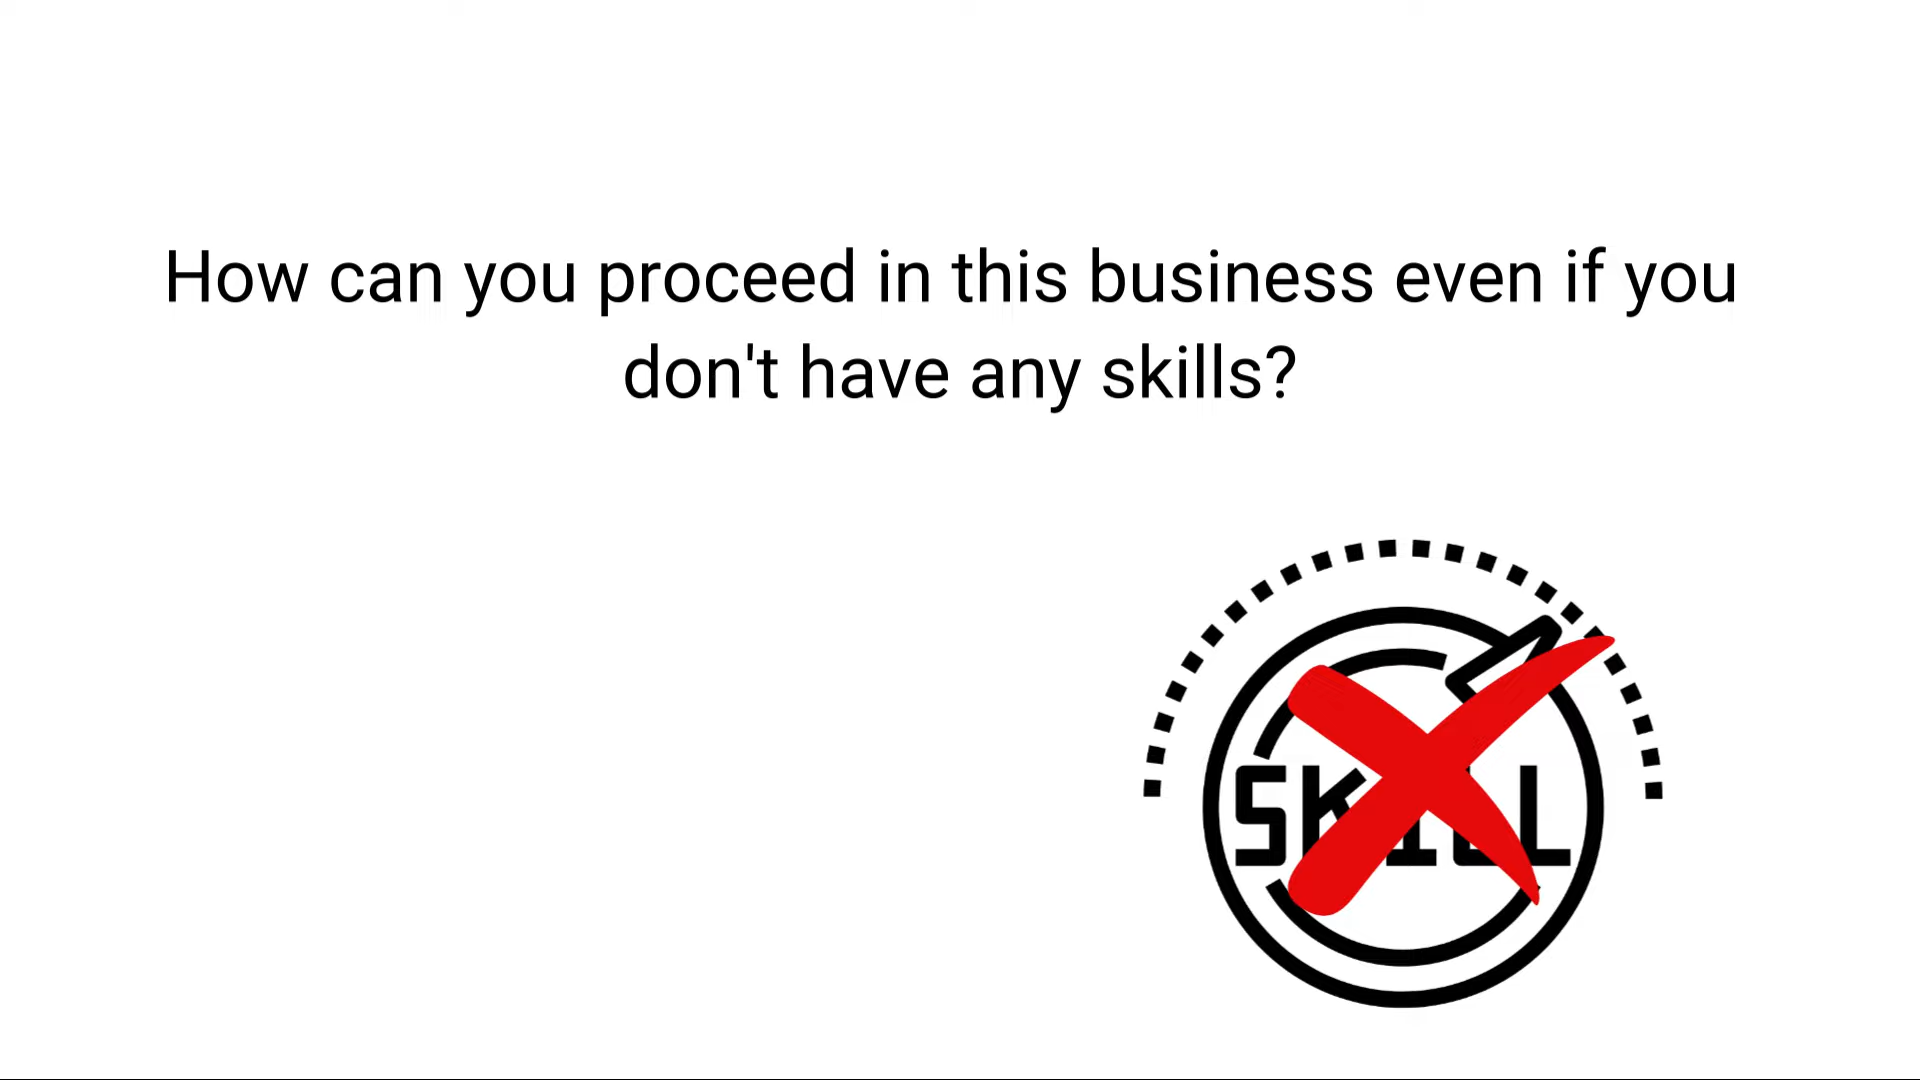 How can you proceed in this business even if you
don't have any skills?
SKILL